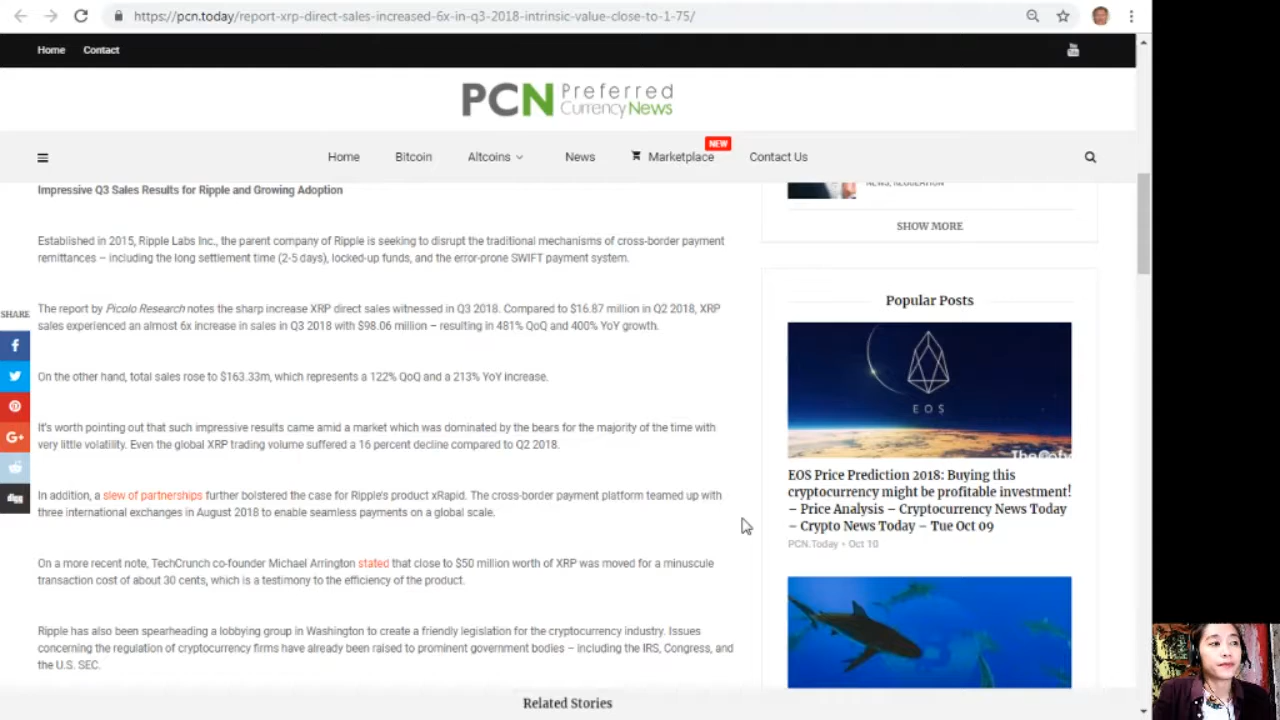 https://pcn.today/report-xrp-direct-sales-increased-6x-in-q3-2018-intrinsic-value-close-to-1-75/
Home Contact
PCN Preferred
Currency News
NEW
Home Bitcoin Altcoins News Marketplace Contact Us
Impressive Q3 Sales Results for Ripple and Growing Adoption
NEWS, REGULATION
SHOW MORE
Established in 2015, Ripple Labs Inc., the parent company of Ripple is seeking to disrupt the traditional mechanisms of cross-border payment
remittances – including the long settlement time (2-5 days), locked-up funds, and the error-prone SWIFT payment system.
SHARE
The report by Picolo Research notes the sharp increase XRP direct sales witnessed in Q3 2018. Compared to $16.87 million in Q2 2018, XRP
sales experienced an almost 6x increase in sales in Q3 2018 with $98.06 million – resulting in 481% QoQ and 400% YoY growth.
On the other hand, total sales rose to $163.33m, which represents a 122% QoQ and a 213% YoY increase.
It's worth pointing out that such impressive results came amid a market which was dominated by the bears for the majority of the time with
very little volatility. Even the global XRP trading volume suffered a 16 percent decline compared to Q2 2018.
In addition, a slew of partnerships further bolstered the case for Ripple's product xRapid. The cross-border payment platform teamed up with
three international exchanges in August 2018 to enable seamless payments on a global scale.
On a more recent note, TechCrunch co-founder Michael Arrington stated that close to $50 million worth of XRP was moved for a minuscule
transaction cost of about 30 cents, which is a testimony to the efficiency of the product.
Ripple has also been spearheading a lobbying group in Washington to create a friendly legislation for the cryptocurrency industry. Issues
concerning the regulation of cryptocurrency firms have already been raised to prominent government bodies – including the IRS, Congress, and
the U.S. SEC.
Popular Posts
EOS
EOS Price Prediction 2018: Buying this
cryptocurrency might be profitable investment!
– Price Analysis – Cryptocurrency News Today
– Crypto News Today – Tue Oct 09
PCN.Today • Oct 10
Related Stories